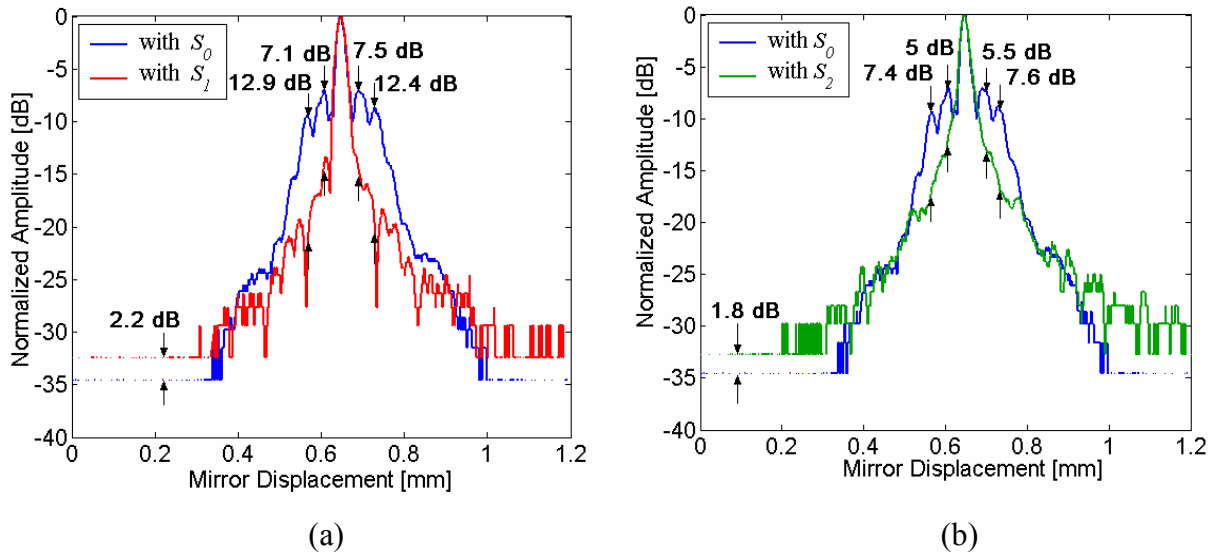 with S₀
with S₁
7.1 dB
7.5 dB
12.9 dB
12.4 dB
2.2 dB
0
-5
-10
-15
-20
-25
-30
-35
-40
Normalized Amplitude [dB]
0 0.2 0.4 0.6 0.8 1 1.2
Mirror Displacement [mm]
(a)
with S₀
with S₂
5 dB
5.5 dB
7.4 dB
7.6 dB
1.8 dB
0
-5
-10
-15
-20
-25
-30
-35
-40
Normalized Amplitude [dB]
0 0.2 0.4 0.6 0.8 1 1.2
Mirror Displacement [mm]
(b)